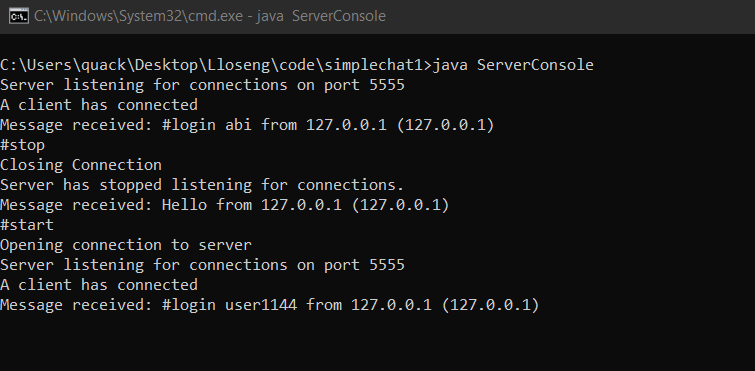 C:\Windows\System32\cmd.exe - java  ServerConsole
C:\Users\quack\Desktop\Lloseng\code\simplechat1>java ServerConsole
Server listening for connections on port 5555
A client has connected
Message received: #login abi from 127.0.0.1 (127.0.0.1)
#stop
Closing Connection
Server has stopped listening for connections.
Message received: Hello from 127.0.0.1 (127.0.0.1)
#start
Opening connection to server
Server listening for connections on port 5555
A client has connected
Message received: #login user1144 from 127.0.0.1 (127.0.0.1)